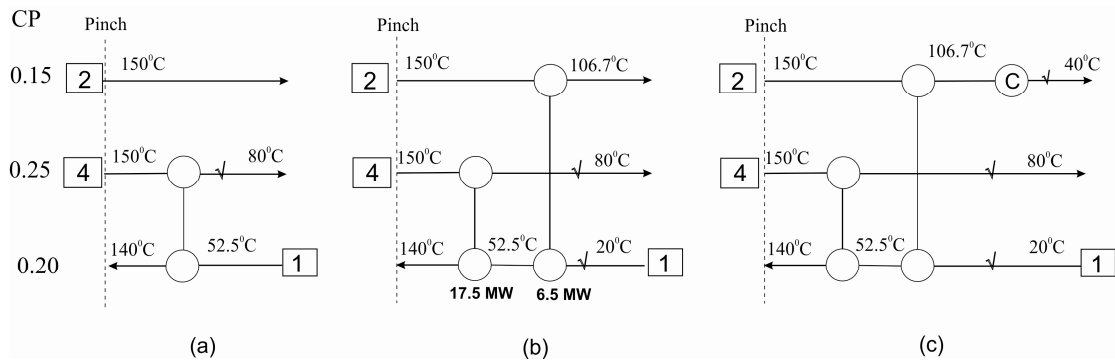 CP
Pinch
0.15 2 150⁰C
0.25 4 150⁰C √ 80⁰C
0.20 140⁰C 52.5⁰C 1
(a)
Pinch
2 150⁰C 106.7⁰C
4 150⁰C √ 80⁰C
140⁰C 52.5⁰C √ 20⁰C 1
17.5 MW 6.5 MW
(b)
Pinch
2 150⁰C 106.7⁰C C √ 40⁰C
4 150⁰C √ 80⁰C
140⁰C 52.5⁰C √ 20⁰C 1
(c)